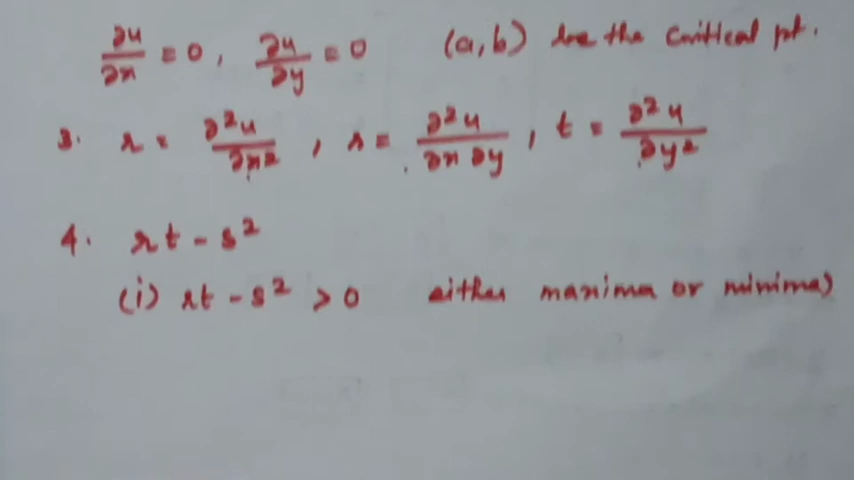 ∂u/∂x = 0, ∂u/∂y = 0 (a,b) be the critical pt.
3. r = ∂²u/∂x², s = ∂²u/∂x ∂y, t = ∂²u/∂y²
4. rt - s²
(i) rt - s² > 0 either maxima or minima)